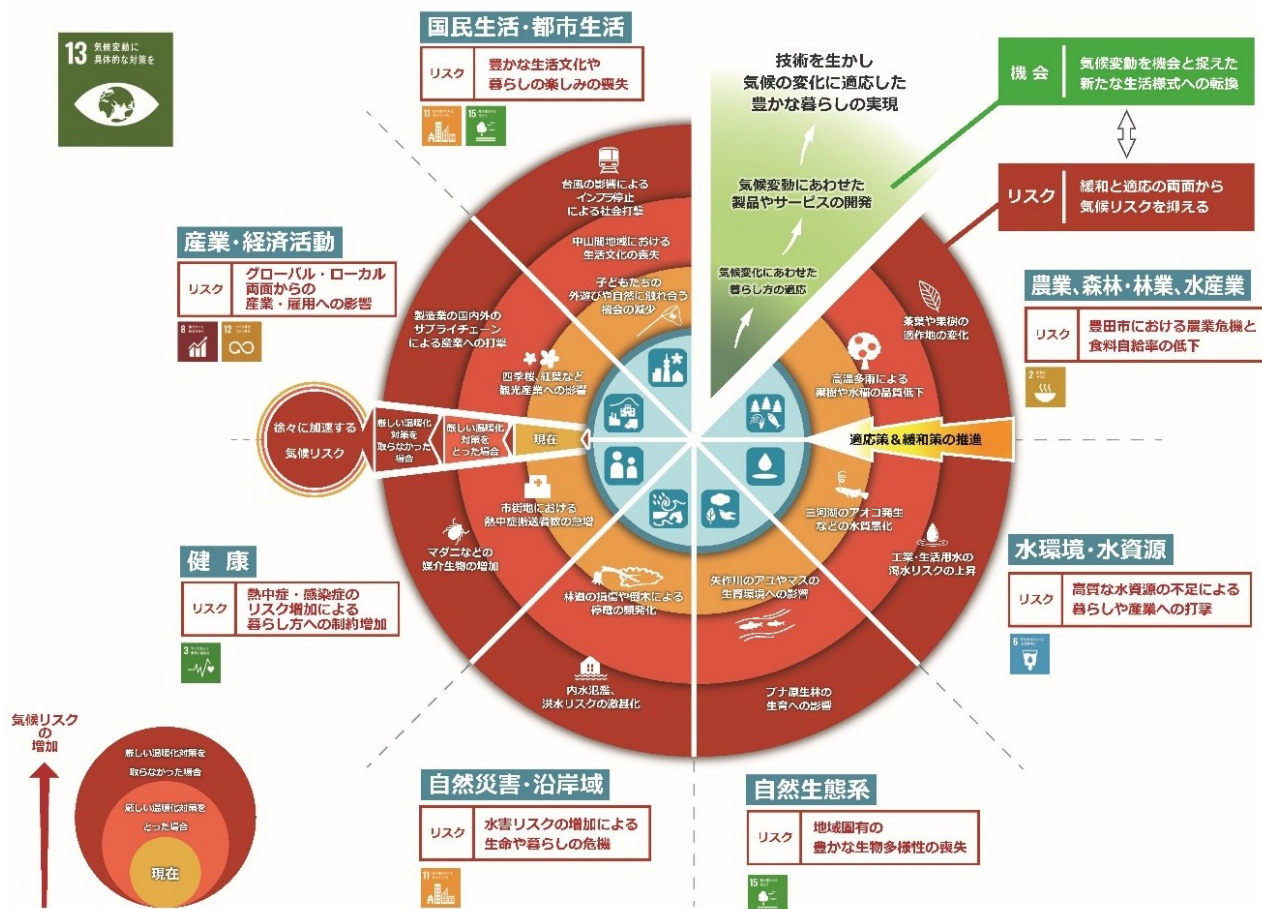 13 気候変動に
具体的な対策を
国民生活・都市生活
リスク
豊かな生活文化や
暮らしの楽しみの喪失
11
15
技術を生かし
気候の変化に適応した
豊かな暮らしの実現
気候変動にあわせた
製品やサービスの開発
気候変化にあわせた
暮らし方の適応
機会
気候変動を機会と捉えた
新たな生活様式への転換
リスク
緩和と適応の両面から
気候リスクを抑える
台風の影響による
インフラ停止
による社会打撃
中山間地域における
生活文化の喪失
子どもたちの
外遊びや自然に触れ合う
機会の減少
産業・経済活動
リスク
グローバル・ローカル
両面からの
産業・雇用への影響
8
12
製造業の国内外の
サプライチェーン
による産業への打撃
四季桜、紅葉など
観光産業への影響
茶葉や果樹の
適作地の変化
高温多雨による
果樹や水稲の品質低下
農業、森林・林業、水産業
リスク
豊田市における農業危機と
食料自給率の低下
2
徐々に加速する
気候リスク
厳しい温暖化
対策を
取らなかった
場合
厳しい温暖化
対策を
とった場合
現在
適応策&緩和策の推進
市街地における
熱中症搬送者数の急増
マダニなどの
媒介生物の増加
健康
リスク
熱中症・感染症の
リスク増加による
暮らし方への制約増加
3
三河湖のアオコ発生
などの水質悪化
工業・生活用水の
渇水リスクの上昇
水環境・水資源
リスク
高質な水資源の不足による
暮らしや産業への打撃
6
林道の損傷や倒木による
停電の頻発化
内水氾濫、
洪水リスクの激甚化
矢作川のアユやマスの
生育環境への影響
ブナ原生林の
生育への影響
気候リスク
の
増加
厳しい温暖化対策を
取らなかった場合
厳しい温暖化対策を
とった場合
現在
自然災害・沿岸域
リスク
水害リスクの増加による
生命や暮らしの危機
11
自然生態系
リスク
地域固有の
豊かな生物多様性の喪失
15